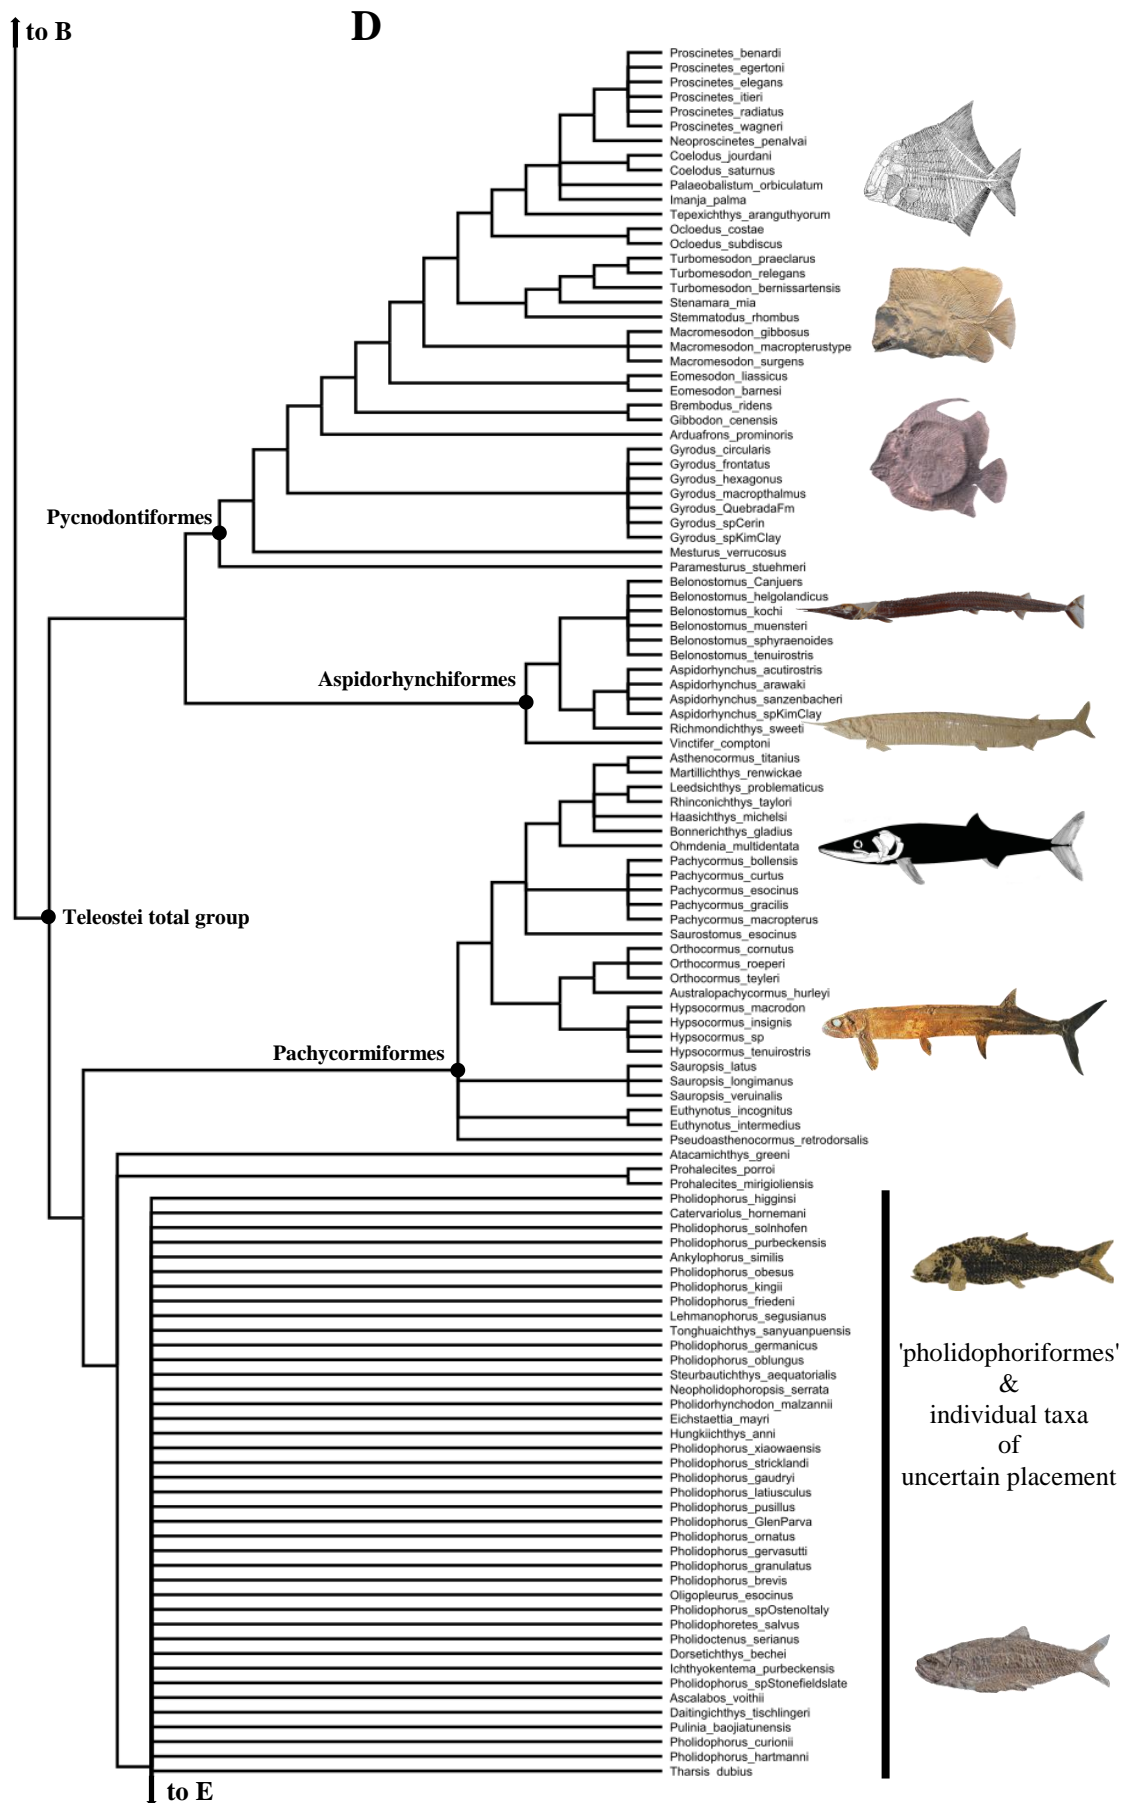 to B
D
Proscinetes_benardi
Proscinetes_egertoni
Proscinetes_elegans
Proscinetes_itieri
Proscinetes_radiatus
Proscinetes_wagneri
Neoproscinetes_penalvai
Coelodus_jourdani
Coelodus_saturnus
Palaeobalistum_orbiculatum
Imanja_palma
Tepexichthys_aranguthyorum
Ocloedus_costae
Ocloedus_subdiscus
Turbomesodon_praeclarus
Turbomesodon_relegans
Turbomesodon_bernissartensis
Stenamara_mia
Stemmatodus_rhombus
Macromesodon_gibbosus
Macromesodon_macropterustype
Macromesodon_surgens
Eomesodon_liassicus
Eomesodon_barnesi
Brembodus_ridens
Gibbodon_cenensis
Arduafrons_prominoris
Gyrodus_circularis
Gyrodus_frontatus
Gyrodus_hexagonus
Gyrodus_macropthalmus
Gyrodus_QuebradaFm
Pycnodontiformes
Gyrodus_spCerin
Gyrodus_spKimClay
Mesturus_verrucosus
Paramesturus_stuehmeri
Belonostomus_Canjuers
Belonostomus_helgolandicus
Belonostomus_kochi
Belonostomus_muensteri
Belonostomus_sphyraenoides
Belonostomus_tenuirostris
Aspidorhynchus_acutirostris
Aspidorhynchiformes
Aspidorhynchus_arawaki
Aspidorhynchus_sanzenbacheri
Aspidorhynchus_spKimClay
Richmondichthys_sweeti
Vinctifer_comptoni
Asthenocormus_titanius
Martillichthys_renwickae
Leedsichthys_problematicus
Rhinconichthys_taylori
Haasichthys_michelsi
Bonnerichthys_gladius
Ohmdenia_multidentata
Pachycormus_bollensis
Pachycormus_curtus
Pachycormus_esocinus
Pachycormus_gracilis
Teleostei total group
Pachycormus_macropterus
Saurostomus_esocinus
Orthocormus_cornutus
Orthocormus_roeperi
Orthocormus_teyleri
Australopachycormus_hurleyi
Hypsocormus_macrodon
Hypsocormus_insignis
Hypsocormus_sp
Pachycormiformes
Hypsocormus_tenuirostris
Sauropsis_latus
Sauropsis_longimanus
Sauropsis_veruinalis
Euthynotus_incognitus
Euthynotus_intermedius
Pseudoasthenocormus_retrodorsalis
Atacamichthys_greeni
Prohalecites_porroi
Prohalecites_mirigioliensis
Pholidophorus_higginsi
Catervariolus_hornemani
Pholidophorus_solnhofen
Pholidophorus_purbeckensis
Ankylophorus_similis
Pholidophorus_obesus
Pholidophorus_kingii
Pholidophorus_friedeni
Lehmanophorus_segusianus
Tonghuaichthys_sanyuanpuensis
Pholidophorus_germanicus
Pholidophorus_oblungus
Steurbautichthys_aequatorialis
Neopholidophoropsis_serrata
Pholidorhynchodon_malzannii
Eichstaettia_mayri
Hungkiichthys_anni
Pholidophorus_xiaowaensis
Pholidophorus_stricklandi
Pholidophorus_gaudryi
Pholidophorus_latiusculus
Pholidophorus_pusillus
Pholidophorus_GlenParva
Pholidophorus_ornatus
Pholidophorus_gervasutti
Pholidophorus_granulatus
Pholidophorus_brevis
Oligopleurus_esocinus
Pholidophorus_spOstenoItaly
Pholidophoretes_salvus
Pholidoctenus_serianus
Dorsetichthys_bechei
Ichthyokentema_purbeckensis
Pholidophorus_spStonefieldslate
Ascalabos_voithii
Daitingichthys_tischlingeri
Pulinia_baojiatunensis
Pholidophorus_curionii
Pholidophorus_hartmanni
Tharsis_dubius
'pholidophoriformes'
&
individual taxa
of
uncertain placement
to E